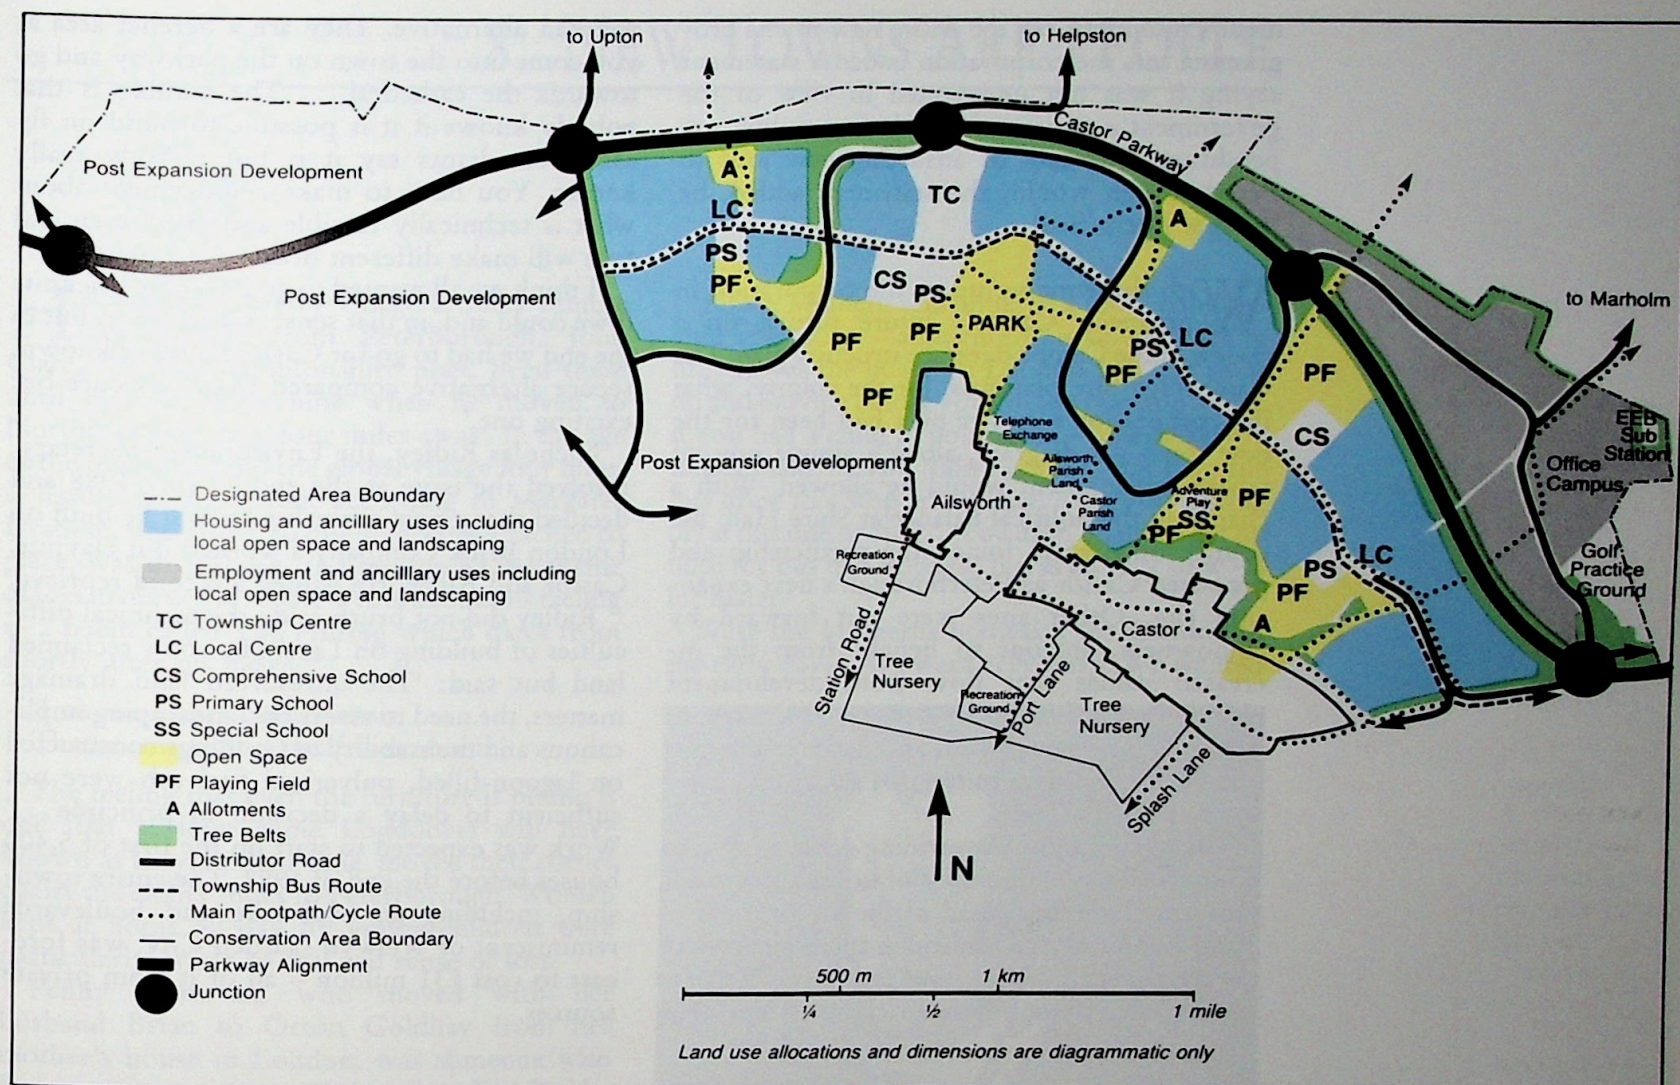 to Upton
to Helpston
Castor Parkway
Post Expansion Development
A
TC
LC
A
PS
PF
CS
PS
Post Expansion Development
to Marholm
PF
PF
PARK
PS
LC
PF
PF
PF
Telephone
Exchange
CS
EEB
Sub
Station
Office
Campus
Post Expansion Development
Ailsworth
Parish
Land
Adventure
Play
PF
Ailsworth
Castor
Parish
Land
SS
PF
Recreation
Ground
PS
LC
Golf
Practice
Ground
PF
A
Castor
Station Road
Tree
Nursery
Recreation
Ground
Port Lane
Tree
Nursery
Splash Lane
Designated Area Boundary
Housing and ancilllary uses including
local open space and landscaping
Employment and ancilllary uses including
local open space and landscaping
TC Township Centre
LC Local Centre
CS Comprehensive School
PS Primary School
SS Special School
Open Space
PF Playing Field
A Allotments
Tree Belts
Distributor Road
Township Bus Route
Main Footpath/Cycle Route
Conservation Area Boundary
Parkway Alignment
Junction
N
500 m 1 km
¼ ½ 1 mile
Land use allocations and dimensions are diagrammatic only